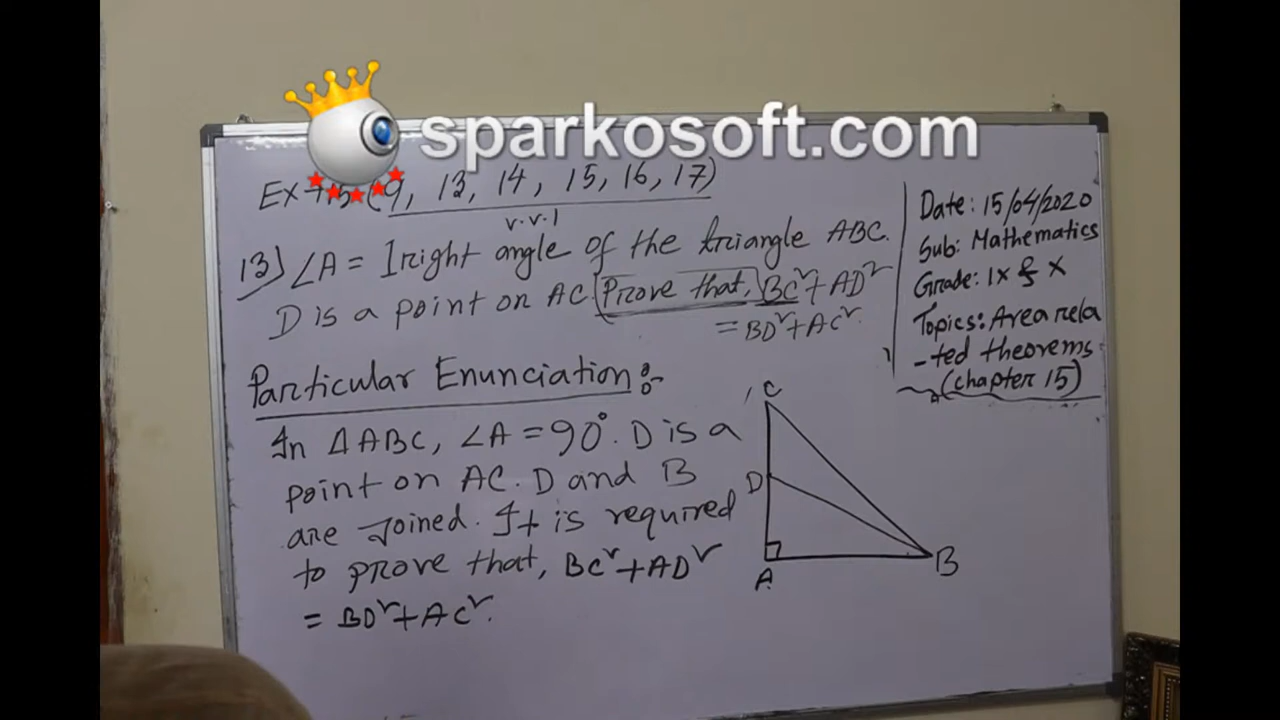 sparkosoft.com
Ex-15 (9, 13, 14, 15, 16, 17)
v.v.I
13) ∠A = 1 right angle of the triangle ABC.
D is a point on AC. Prove that, BC²+AD²
= BD²+AC².
Particular Enunciation:-
In ΔABC, ∠A = 90°. D is a
point on AC. D and B
are Joined. It is required
to prove that, BC²+AD²
= BD²+AC².
C
D
A
B
Date: 15/04/2020
Sub: Mathematics
Grade: IX & X
Topics: Area rela
-ted theorems
(chapter 15)